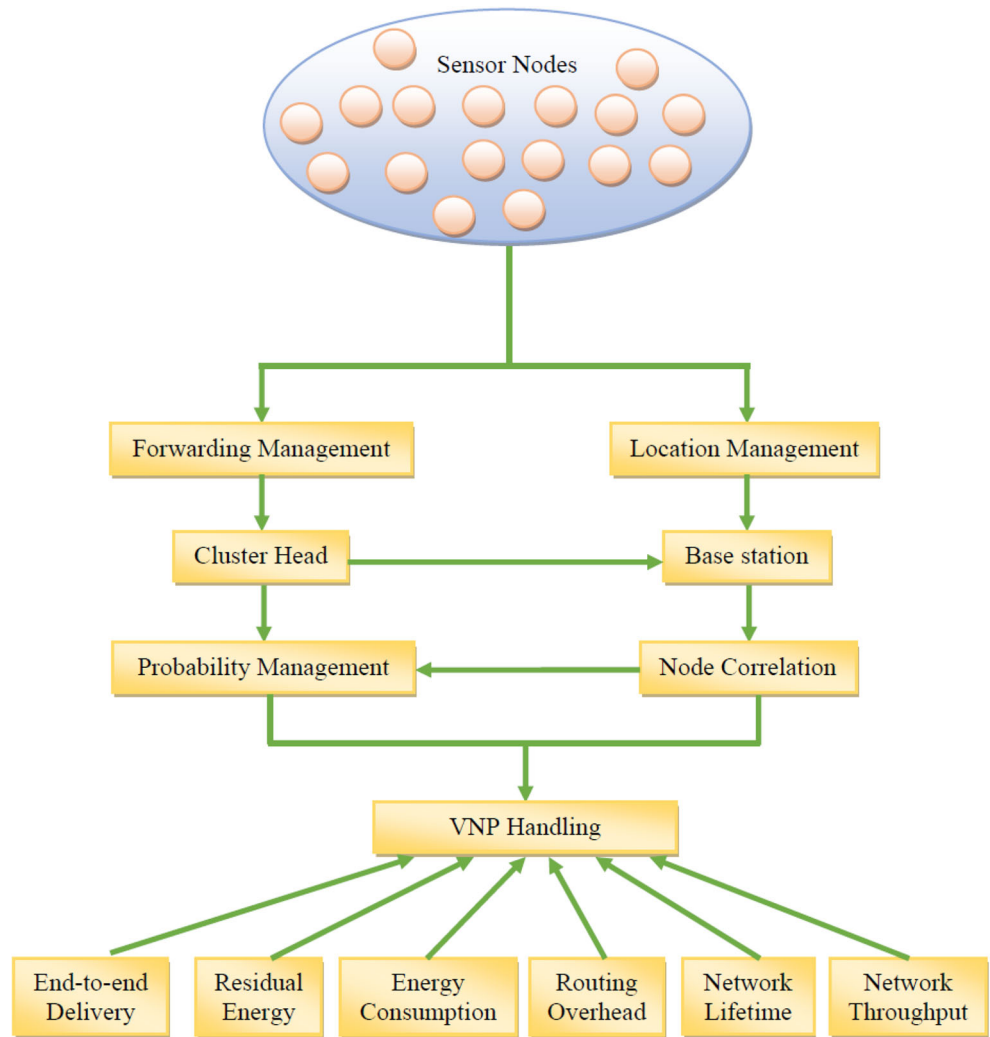 Sensor Nodes
Forwarding Management
Location Management
Cluster Head
Base station
Probability Management
Node Correlation
VNP Handling
End-to-end
Delivery
Residual
Energy
Energy
Consumption
Routing
Overhead
Network
Lifetime
Network
Throughput